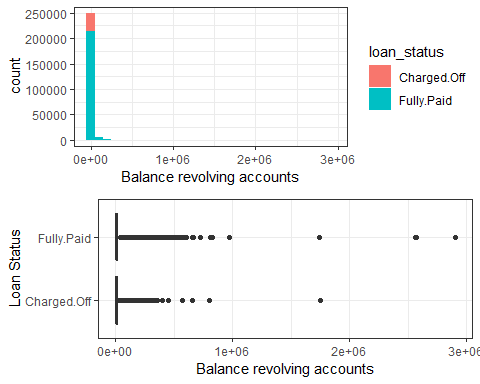 250000
200000
150000
100000
50000
0
count
0e+00 1e+06 2e+06 3e+06
Balance revolving accounts
loan_status
Charged.Off
Fully.Paid
Loan Status
Fully.Paid
Charged.Off
0e+00 1e+06 2e+06 3e+06
Balance revolving accounts